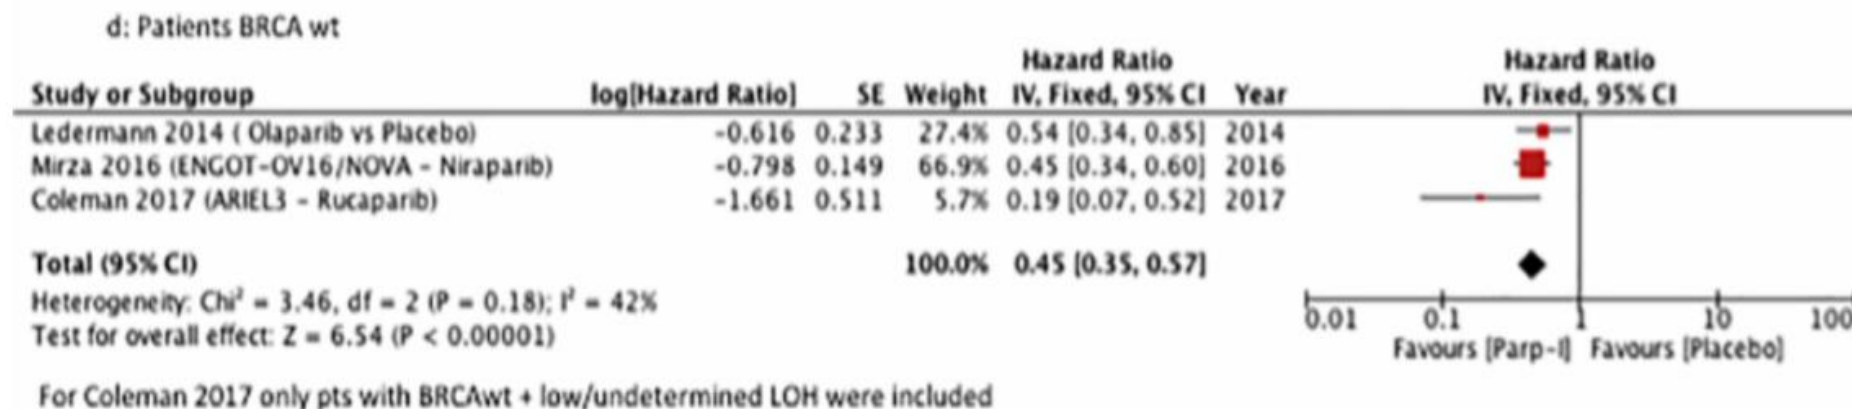 d: Patients BRCA wt
Hazard Ratio Hazard Ratio
Study or Subgroup log[Hazard Ratio] SE Weight IV, Fixed, 95% CI Year IV, Fixed, 95% CI
Ledermann 2014 ( Olaparib vs Placebo) -0.616 0.233 27.4% 0.54 [0.34, 0.85] 2014
Mirza 2016 (ENGOT-OV16/NOVA - Niraparib) -0.798 0.149 66.9% 0.45 [0.34, 0.60] 2016
Coleman 2017 (ARIEL3 - Rucaparib) -1.661 0.511 5.7% 0.19 [0.07, 0.52] 2017
Total (95% CI) 100.0% 0.45 [0.35, 0.57]
Heterogeneity: Chi² = 3.46, df = 2 (P = 0.18); I² = 42%
Test for overall effect: Z = 6.54 (P < 0.00001)
0.01 0.1 1 10 100
Favours [Parp-I] Favours [Placebo]
For Coleman 2017 only pts with BRCAwt + low/undetermined LOH were included